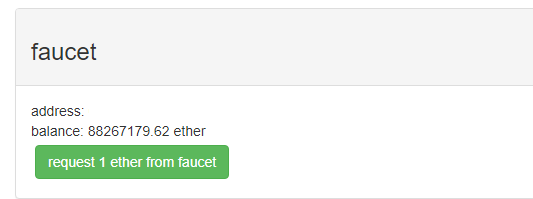 faucet
address:
balance: 88267179.62 ether
request 1 ether from faucet